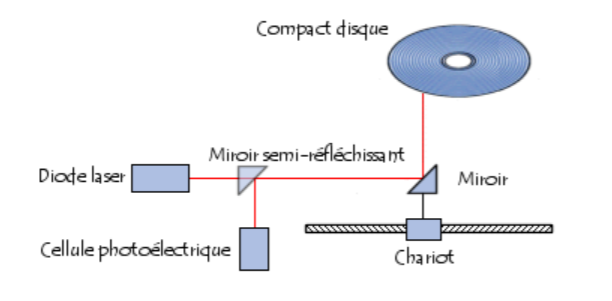 Compact disque
Miroir semi-réfléchissant
Diode laser
Miroir
Cellule photoélectrique
Chariot